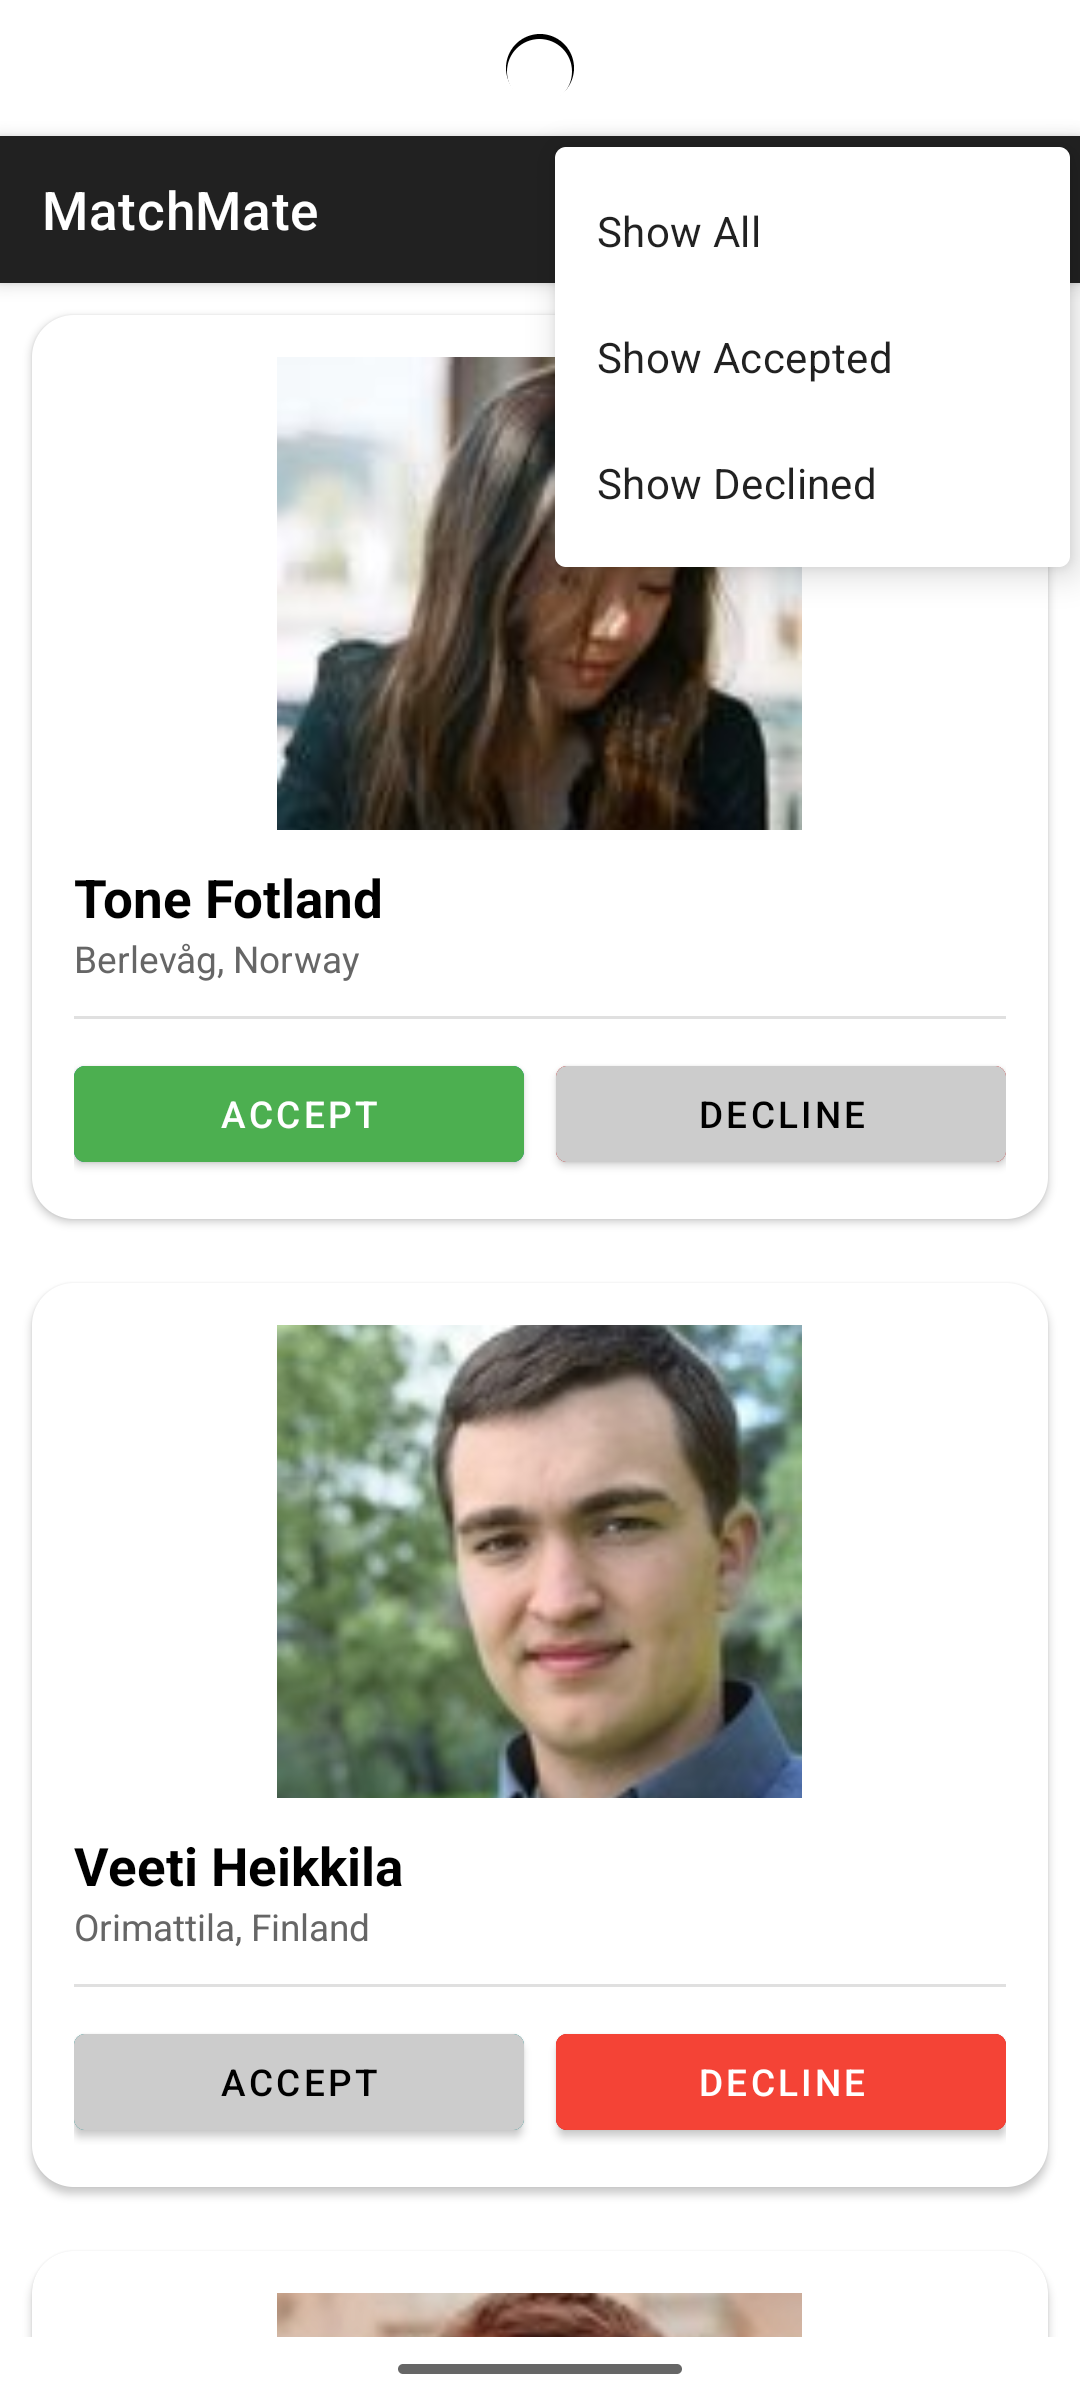 MatchMate
Show All
Show Accepted
Show Declined
Tone Fotland
Berlevåg, Norway
ACCEPT
DECLINE
Veeti Heikkila
Orimattila, Finland
ACCEPT
DECLINE